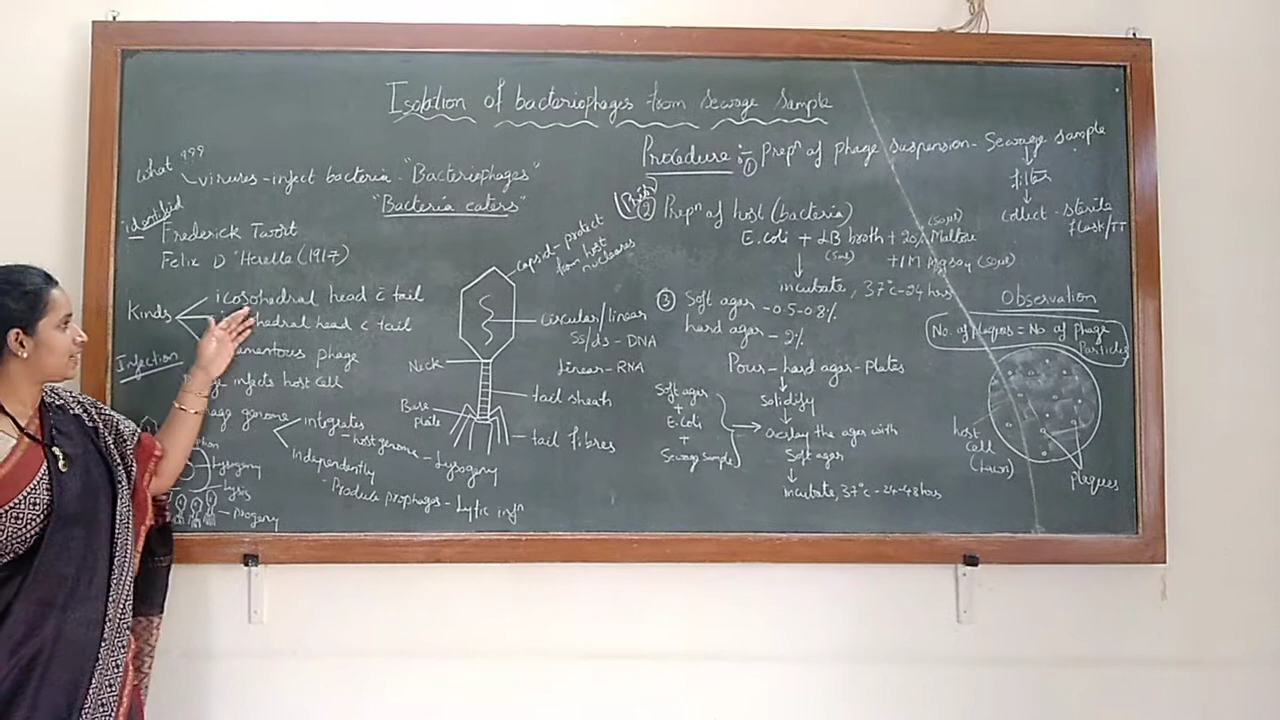 Isolation of bacteriophages from sewage sample
what ???
viruses - infect bacteria - "Bacteriophages"
"Bacteria eaters"
identified
Frederick Twort
Felix D'Herelle (1917)
Kinds
icosohedral head c̄ tail
hedral head c̄ tail
amentous phage
Infection
infects host cell
genome
integrates
- host genome - Lysogeny
independently
- Produce prophages - Lytic infn
lysogeny
Lysis
Progeny
capsid - protect
from host
nucleases
circular/linear
ss/ds - DNA
linear - RNA
Neck
tail sheath
Base
plate
tail fibres
Procedure :- ① Prepn of phage suspension - Sewage sample
filter
collect - sterile
flask/TT
② Prepn of host (bacteria)
E.coli + LB broth + 20% Maltose
(5ml)
(50µl)
+ 1M MgSO4 (50µl)
incubate, 37°c - 24 hrs
③ Soft agar - 0.5-0.8%
hard agar - 2%
Pour - hard agar - plates
solidify
overlay the agar with
Soft agar
incubate, 37°c - 24-48 hrs
Soft agar
+
E.coli
+
Sewage sample
Observation
No. of plaques = No. of phage
Particles
host
cell
(lawn)
plaques